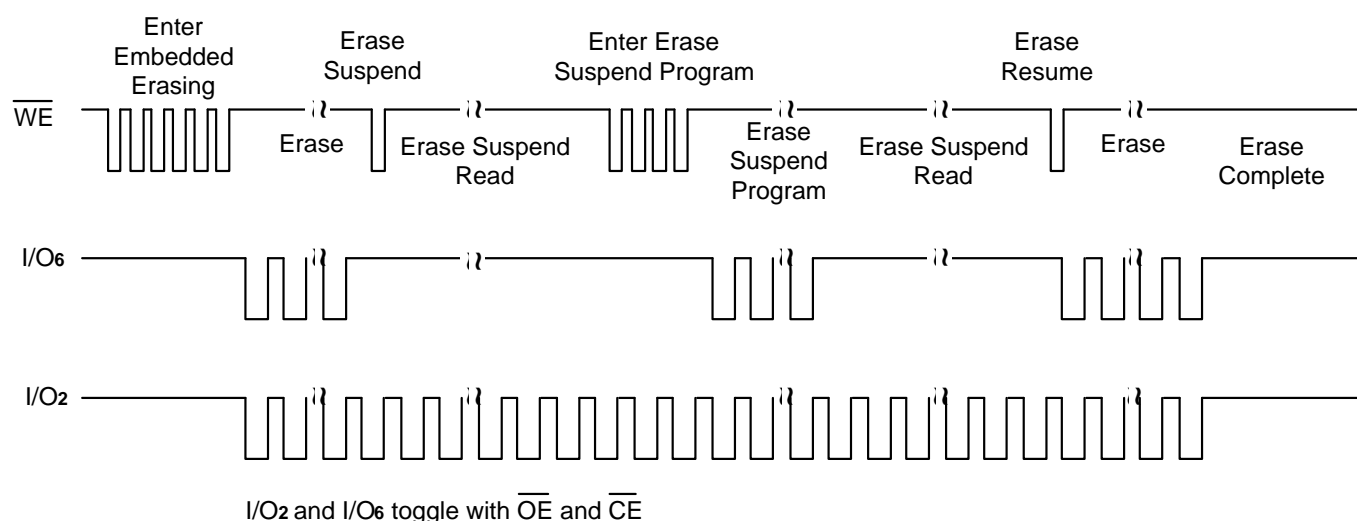 Enter
Embedded
Erasing
Erase
Suspend
Enter Erase
Suspend Program
Erase
Resume
WE
Erase
Erase Suspend
Read
Erase
Suspend
Program
Erase Suspend
Read
Erase
Erase
Complete
I/O6
I/O2
I/O2 and I/O6 toggle with OE and CE